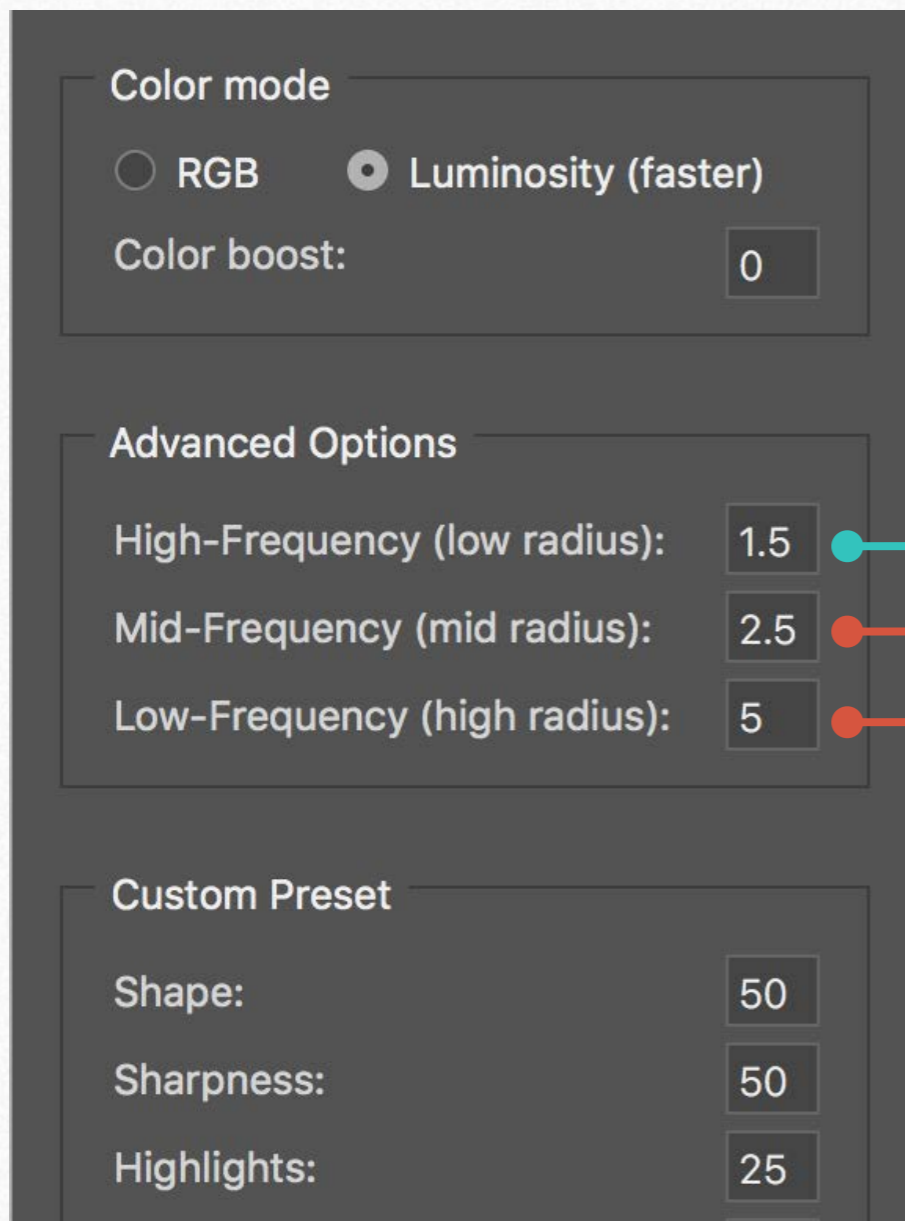 Color mode
RGB Luminosity (faster)
Color boost: 0
Advanced Options
High-Frequency (low radius): 1.5
Mid-Frequency (mid radius): 2.5
Low-Frequency (high radius): 5
Custom Preset
Shape: 50
Sharpness: 50
Highlights: 25